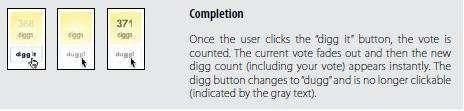 368
diggs
digg it
diggs
dugg!
371
diggs
dugg!
Completion
Once the user clicks the “digg it” button, the vote is
counted. The current vote fades out and then the new
digg count (including your vote) appears instantly. The
digg button changes to “dugg” and is no longer clickable
(indicated by the gray text).